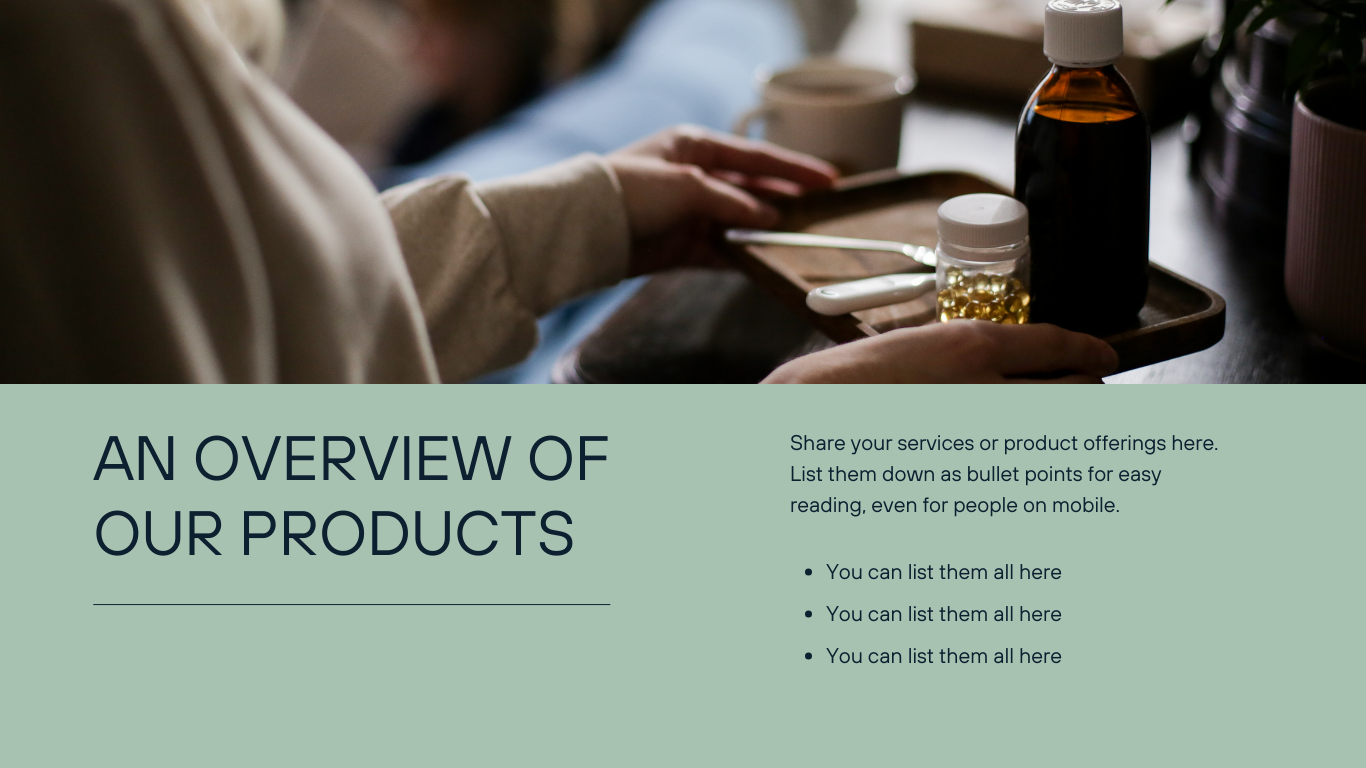 AN OVERVIEW OF
OUR PRODUCTS
Share your services or product offerings here.
List them down as bullet points for easy
reading, even for people on mobile.
• You can list them all here
• You can list them all here
• You can list them all here